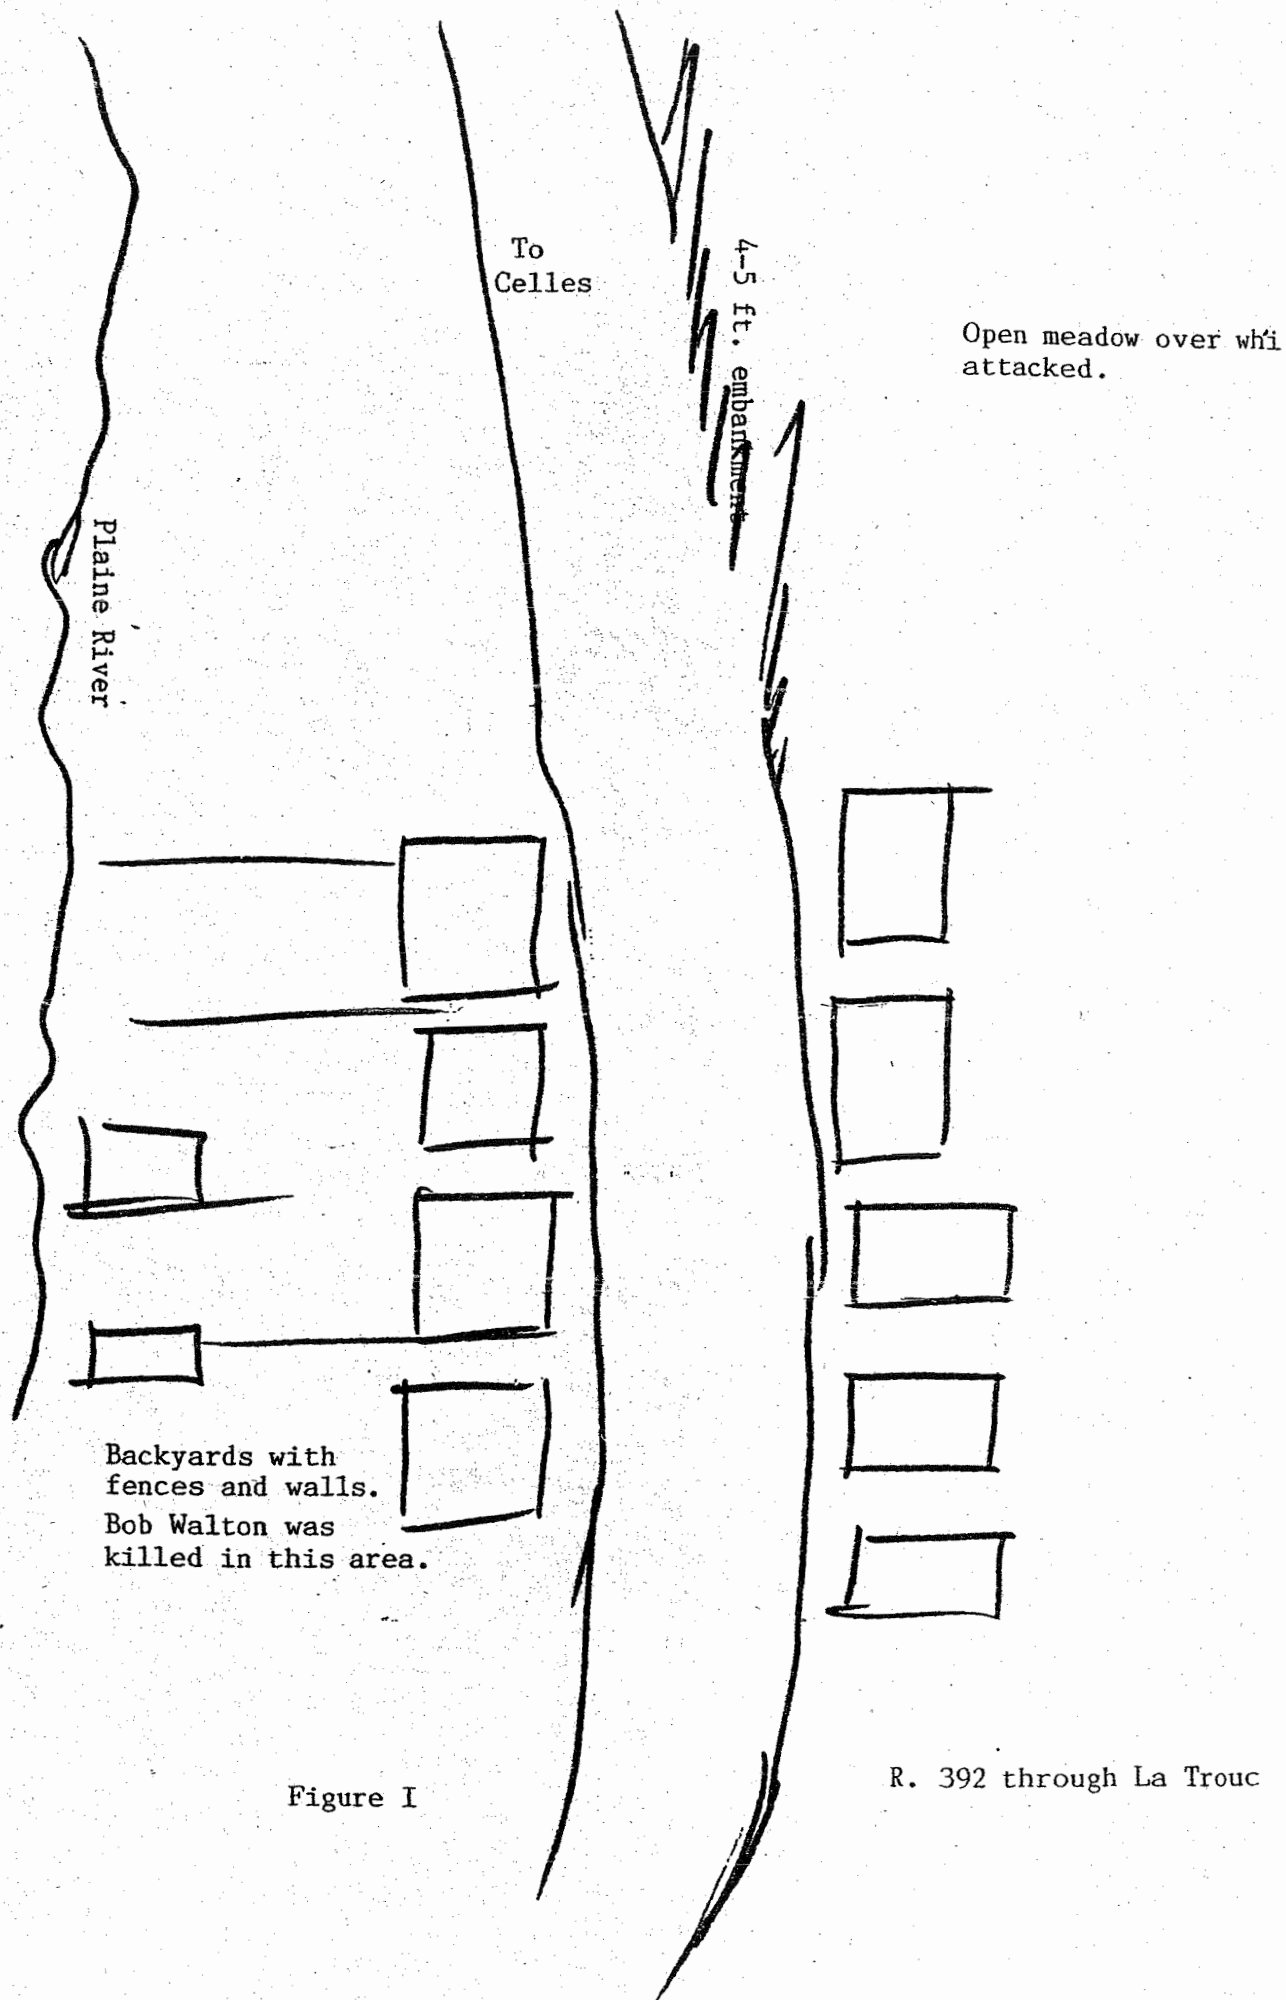 To
Celles
4-5 ft. embankment
Open meadow over whi
attacked.
Plaine River
Backyards with
fences and walls.
Bob Walton was
killed in this area.
R. 392 through La Trouc
Figure I